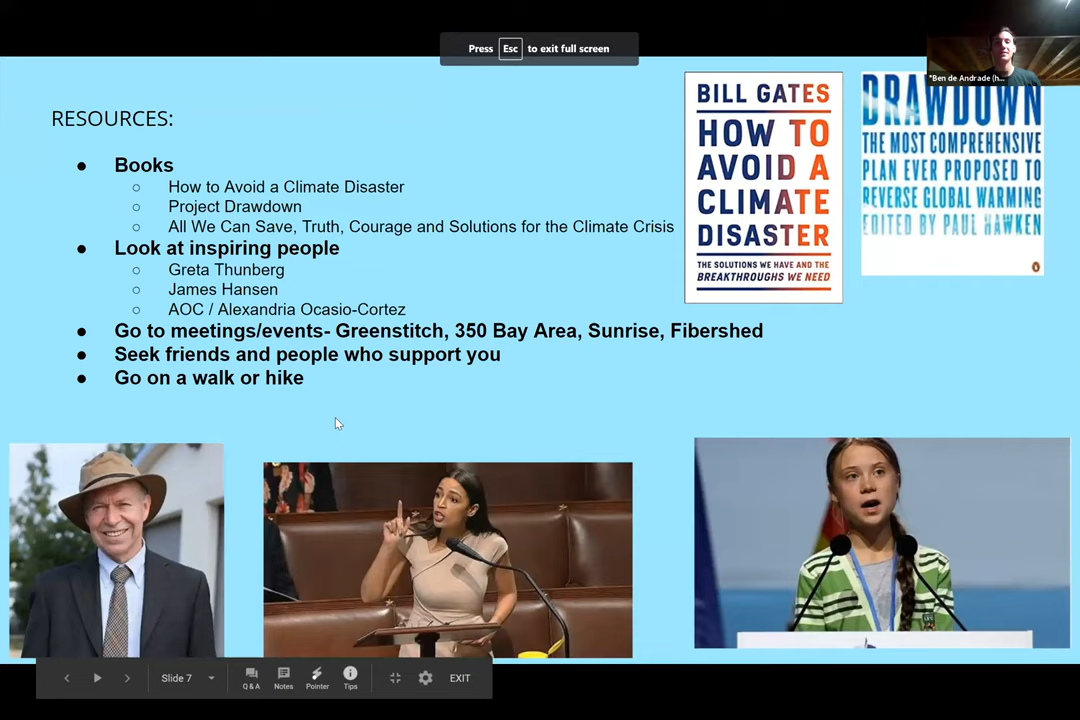 Press Esc to exit full screen
*Ben de Andrade (h...
RESOURCES:
● Books
○ How to Avoid a Climate Disaster
○ Project Drawdown
○ All We Can Save, Truth, Courage and Solutions for the Climate Crisis
● Look at inspiring people
○ Greta Thunberg
○ James Hansen
○ AOC / Alexandria Ocasio-Cortez
● Go to meetings/events- Greenstitch, 350 Bay Area, Sunrise, Fibershed
● Seek friends and people who support you
● Go on a walk or hike
BILL GATES
HOW TO
AVOID A
CLIMATE
DISASTER
THE SOLUTIONS WE HAVE AND THE
BREAKTHROUGHS WE NEED
DRAWDOWN
THE MOST COMPREHENSIVE
PLAN EVER PROPOSED TO
REVERSE GLOBAL WARMING
EDITED BY PAUL HAWKEN
Slide 7
Q & A
Notes
Pointer
Tips
EXIT